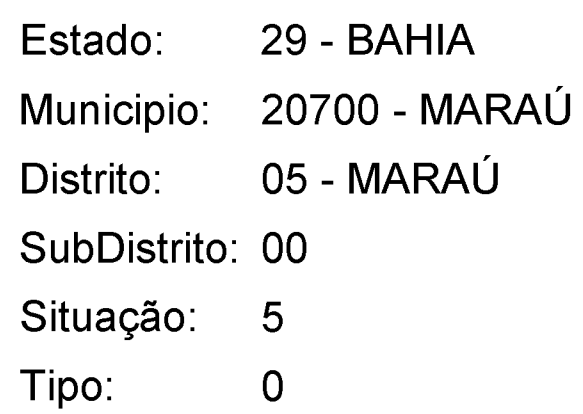 Estado: 29 - BAHIA
Municipio: 20700 - MARAÚ
Distrito: 05 - MARAÚ
SubDistrito: 00
Situação: 5
Tipo: 0